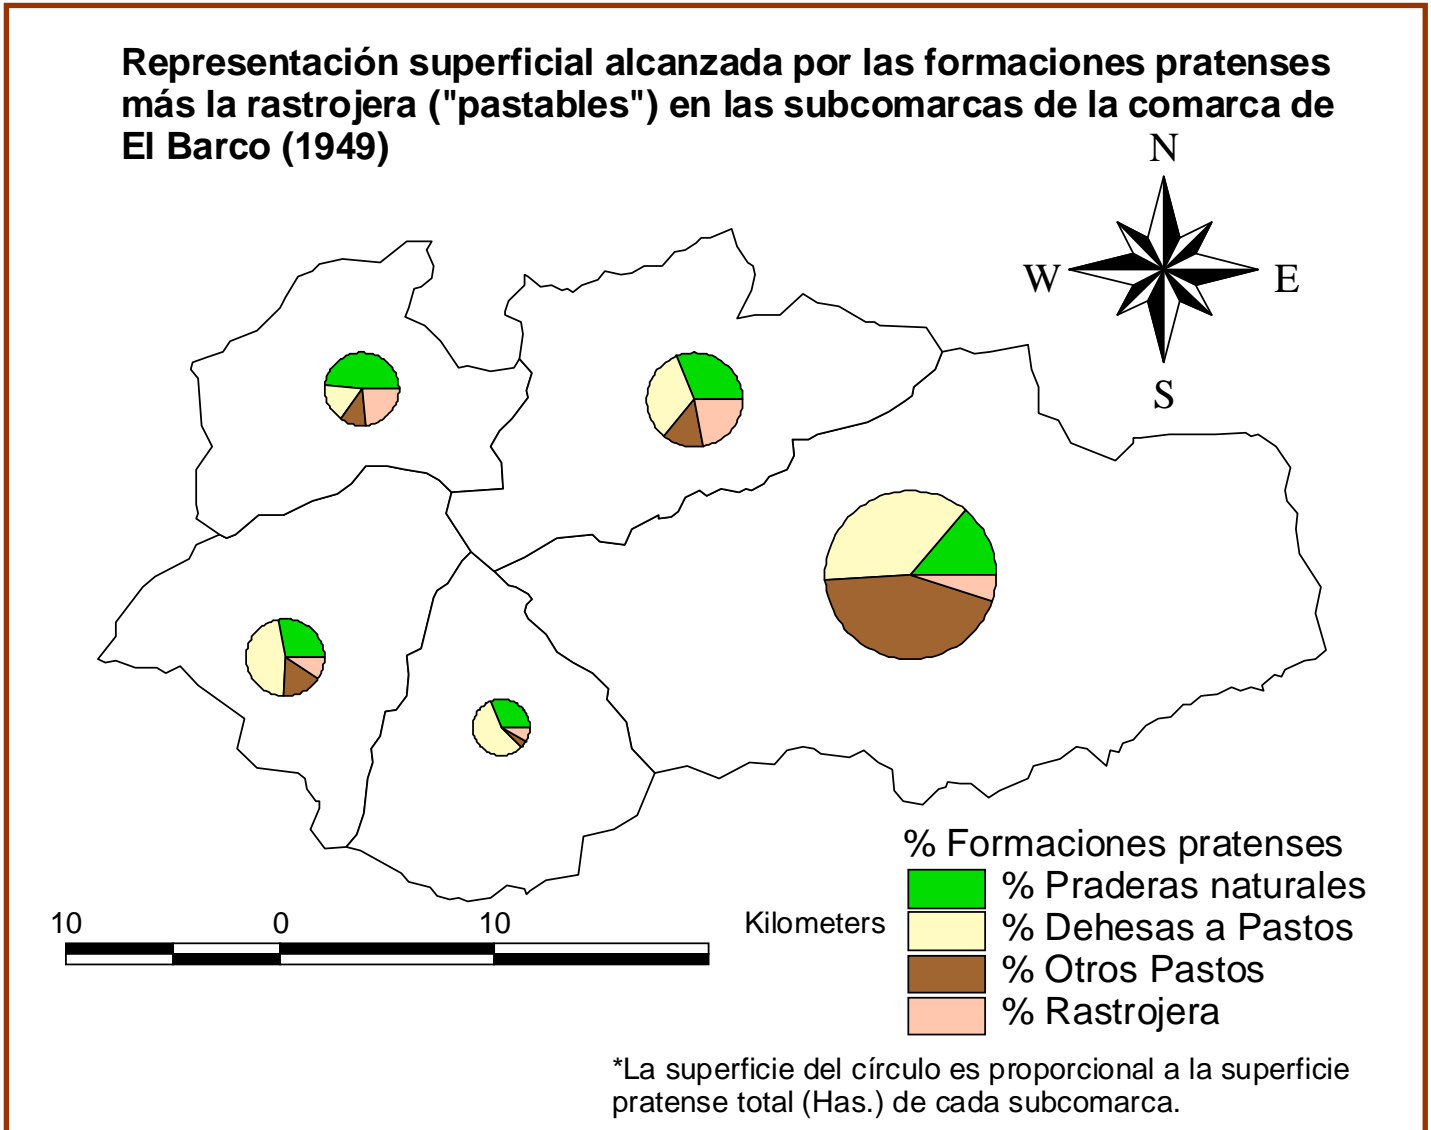 Representación superficial alcanzada por las formaciones pratenses
más la rastrojera ("pastables") en las subcomarcas de la comarca de
El Barco (1949)
N
W
E
S
% Formaciones pratenses
% Praderas naturales
% Dehesas a Pastos
% Otros Pastos
% Rastrojera
10 0 10 Kilometers
*La superficie del círculo es proporcional a la superficie
pratense total (Has.) de cada subcomarca.